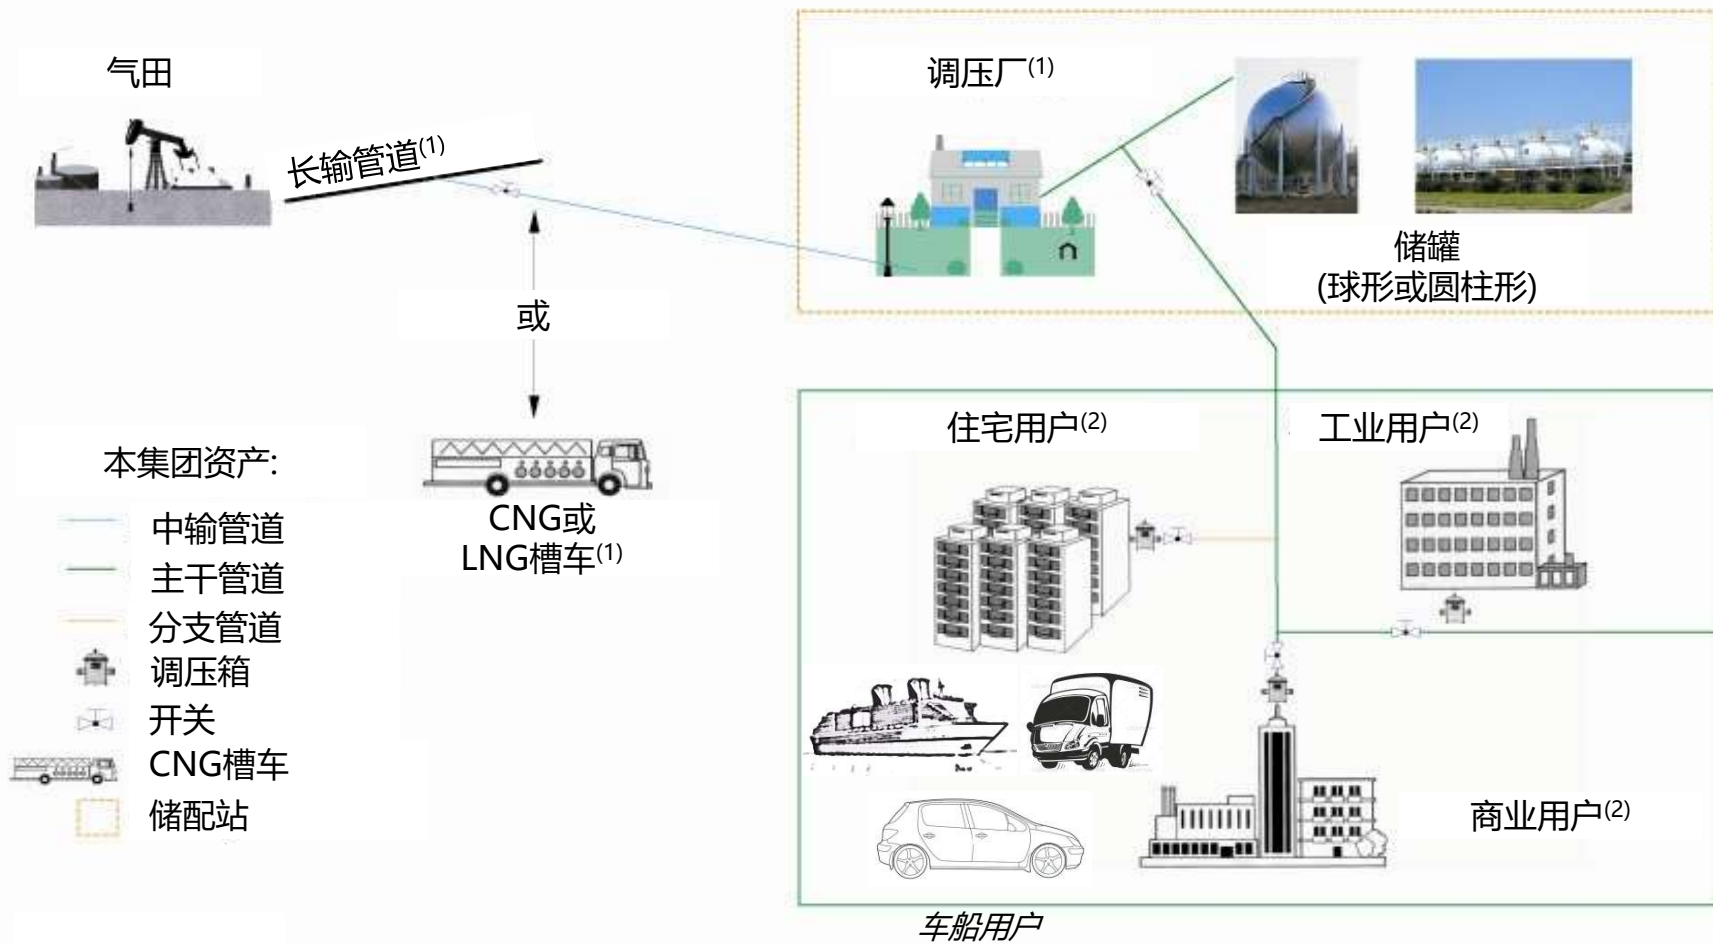 气田
长输管道(1)
或
CNG或
LNG槽车(1)
调压厂(1)
储罐
(球形或圆柱形)
本集团资产:
中输管道
主干管道
分支管道
调压箱
开关
CNG槽车
储配站
住宅用户(2)
工业用户(2)
商业用户(2)
车船用户